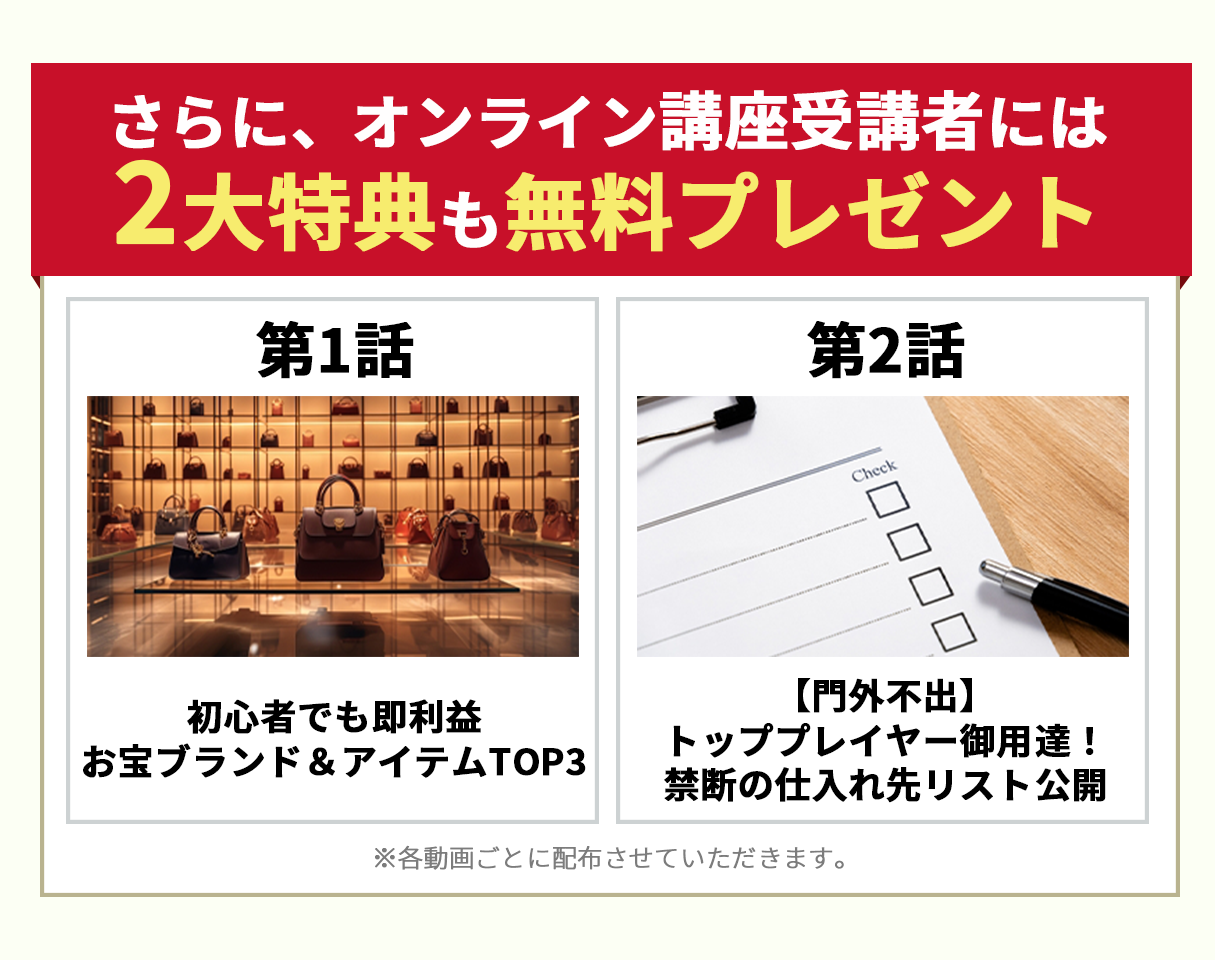 さらに、オンライン講座受講者には
2大特典も無料プレゼント
第1話
初心者でも即利益
お宝ブランド＆アイテムTOP3
第2話
Check
【門外不出】
トッププレイヤー御用達！
禁断の仕入れ先リスト公開
※各動画ごとに配布させていただきます。